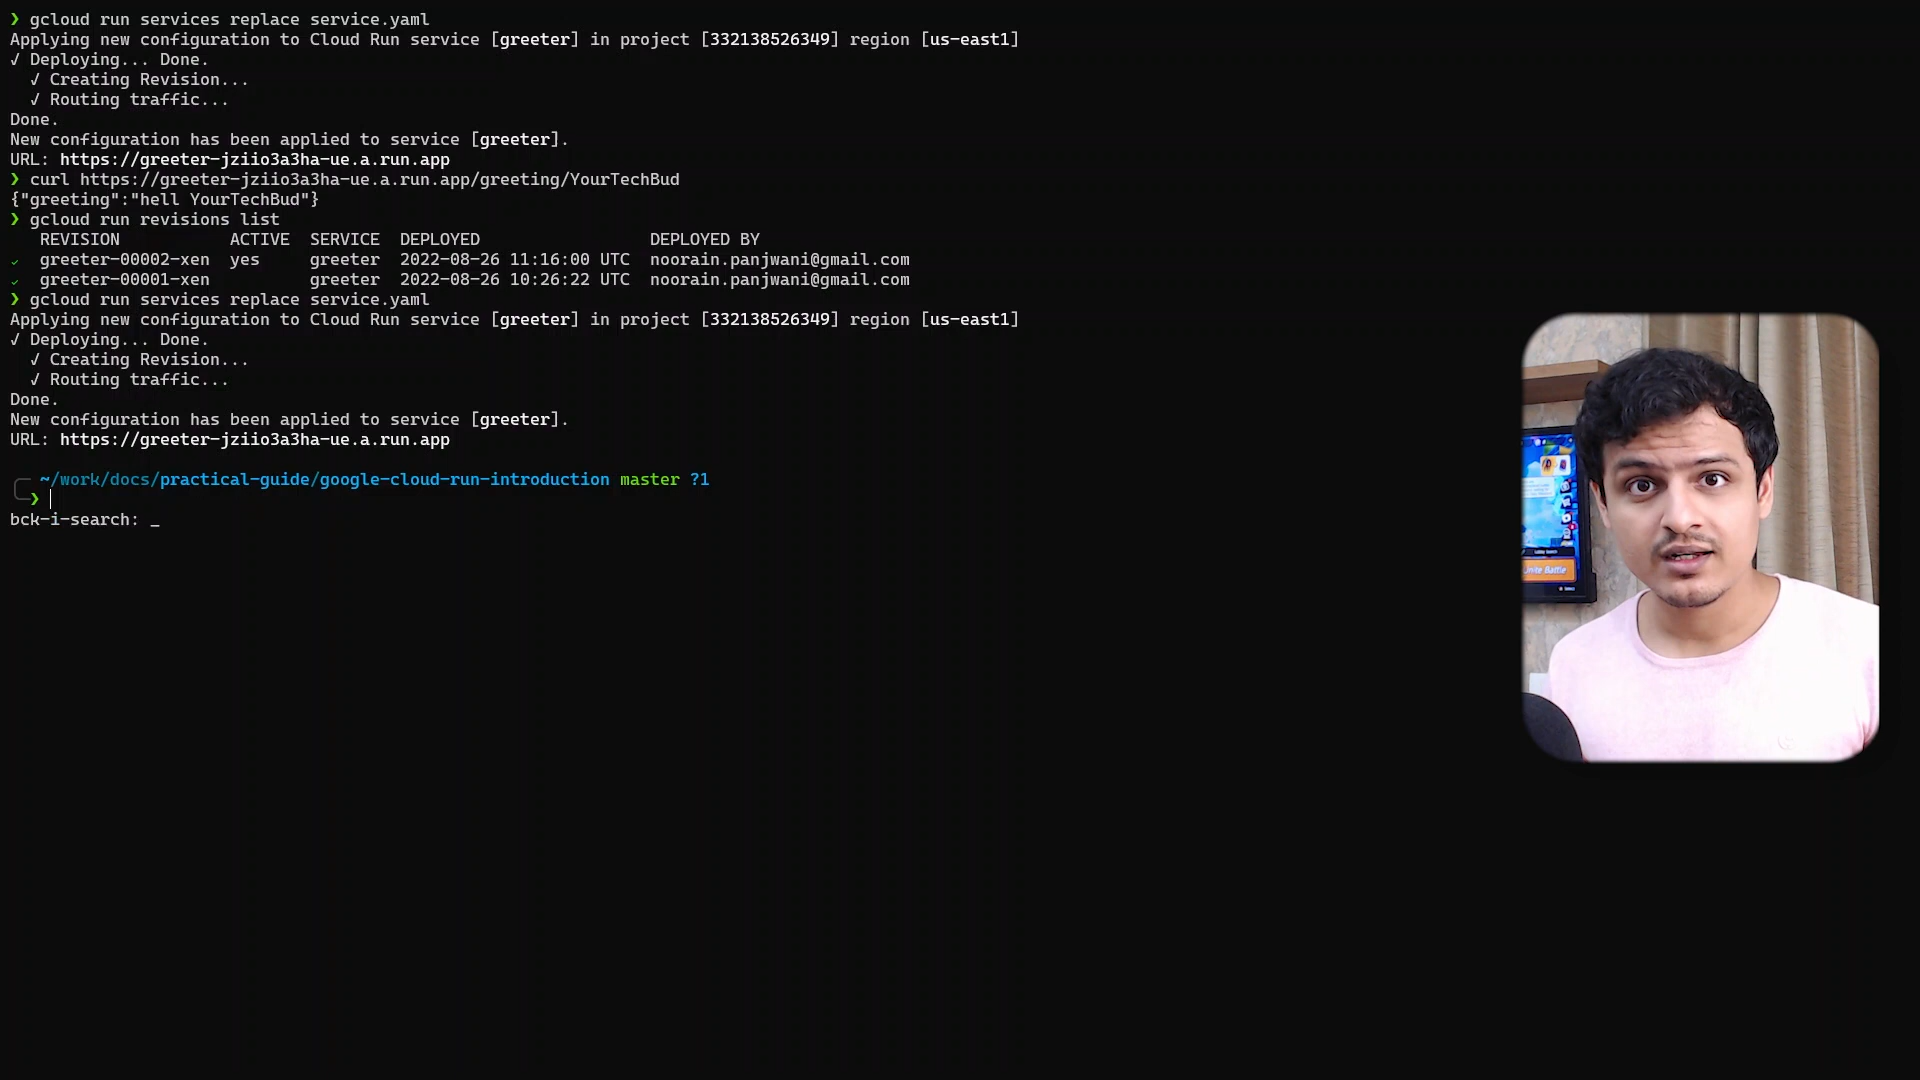 ❯ gcloud run services replace service.yaml
Applying new configuration to Cloud Run service [greeter] in project [332138526349] region [us-east1]
✓ Deploying... Done.
✓ Creating Revision...
✓ Routing traffic...
Done.
New configuration has been applied to service [greeter].
URL: https://greeter-jziio3a3ha-ue.a.run.app
❯ curl https://greeter-jziio3a3ha-ue.a.run.app/greeting/YourTechBud
{"greeting":"hell YourTechBud"}
❯ gcloud run revisions list
REVISION ACTIVE SERVICE DEPLOYED DEPLOYED BY
✓ greeter-00002-xen yes greeter 2022-08-26 11:16:00 UTC noorain.panjwani@gmail.com
✓ greeter-00001-xen greeter 2022-08-26 10:26:22 UTC noorain.panjwani@gmail.com
❯ gcloud run services replace service.yaml
Applying new configuration to Cloud Run service [greeter] in project [332138526349] region [us-east1]
✓ Deploying... Done.
✓ Creating Revision...
✓ Routing traffic...
Done.
New configuration has been applied to service [greeter].
URL: https://greeter-jziio3a3ha-ue.a.run.app
~/work/docs/practical-guide/google-cloud-run-introduction master ?1
❯
bck-i-search: _
Battle